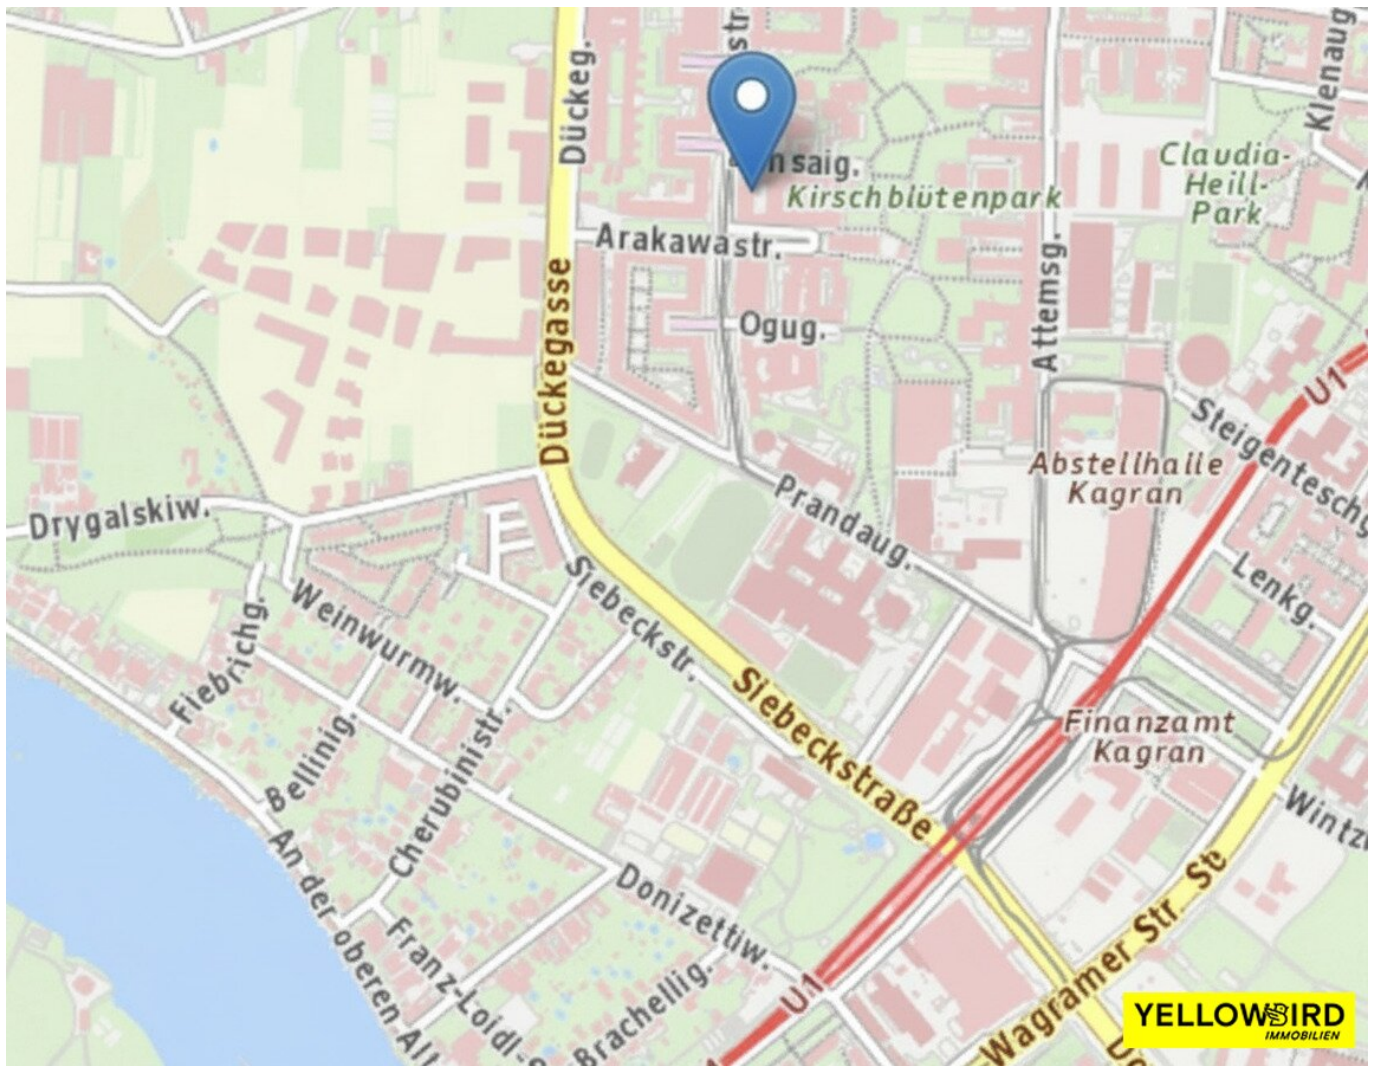 Dückeg.
str
Klenaug
saig.
Claudia-
Heill-
Park
Kirschblütenpark
Arakawastr.
Dückegasse
Ogug.
Attemsg.
U1
Steigenteschg
Abstellhalle
Kagran
Prandaug.
Drygalskiw.
Siebeckstr.
Lenkg.
Weinwurmw.
Fiebrichg.
Siebeckstraße
Finanzamt
Kagran
Bellinig.
Cherubinistr.
Wintz
An der oberen Alt
Donizettiw.
Franz-Loidl-
Brachellig.
U1
Wagramer Str.
St
Do
YELLOWBIRD
IMMOBILIEN